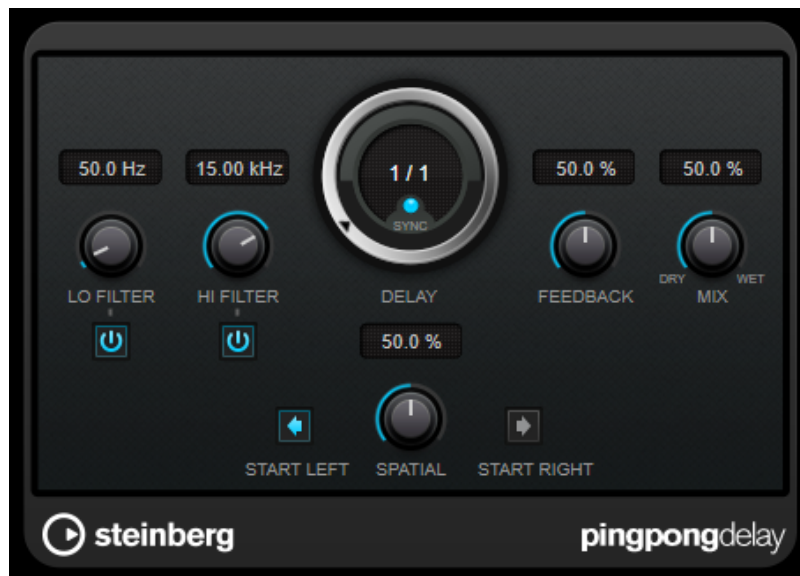 50.0 Hz 15.00 kHz 1 / 1 50.0 % 50.0 %
SYNC
DRY WET
LO FILTER HI FILTER DELAY FEEDBACK MIX
50.0 %
START LEFT SPATIAL START RIGHT
steinberg pingpongdelay